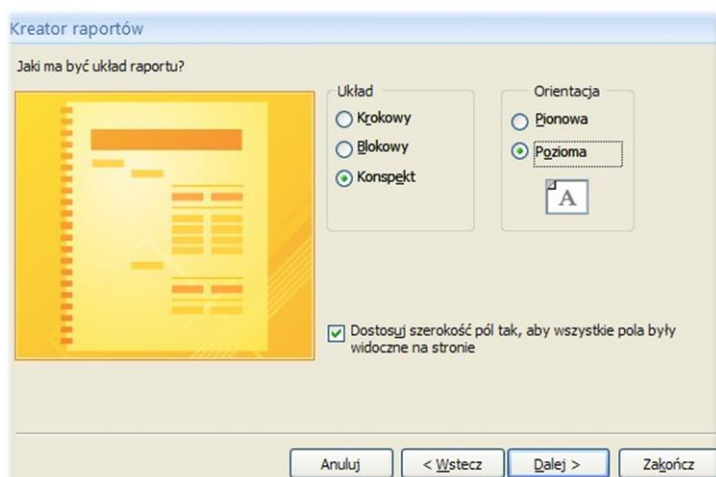 Kreator raportów
Jaki ma być układ raportu?
Układ
Krokowy
Blokowy
Konspekt
Orientacja
Pionowa
Pozioma
A
Dostosuj szerokość pól tak, aby wszystkie pola były
widoczne na stronie
Anuluj
< Wstecz
Dalej >
Zakończ